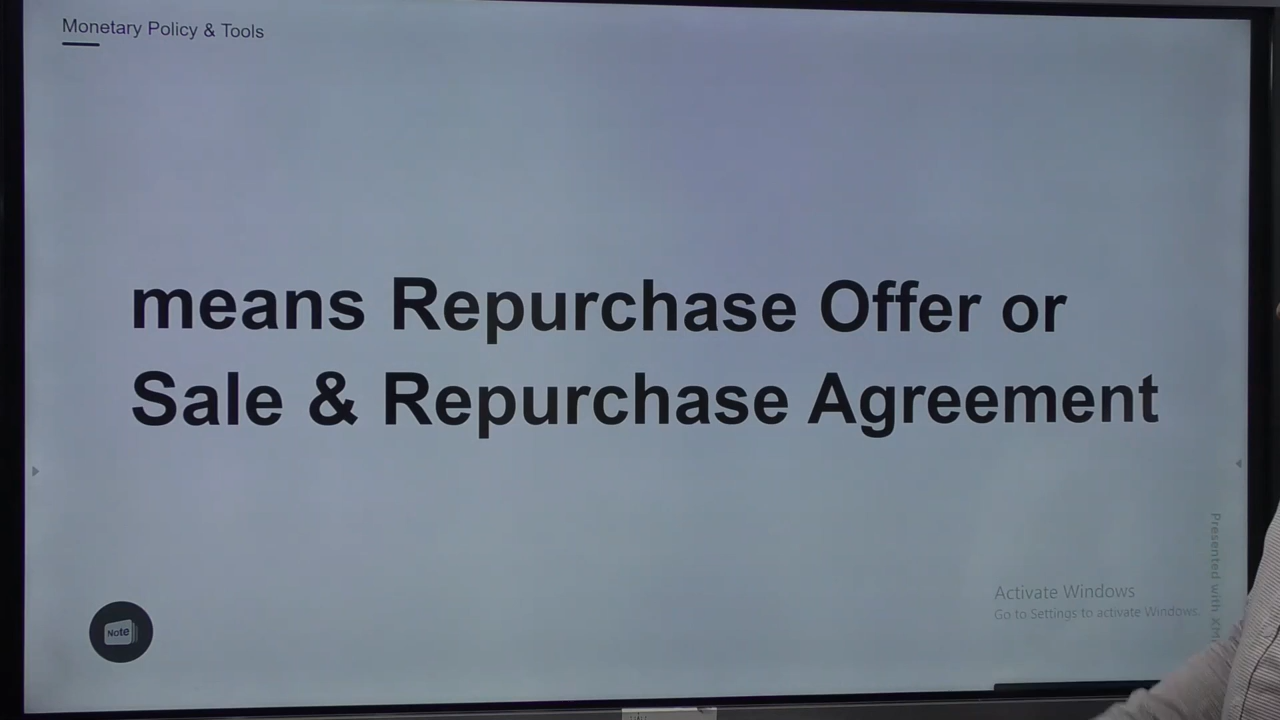 Monetary Policy & Tools
means Repurchase Offer or
Sale & Repurchase Agreement
Note
Activate Windows
Go to Settings to activate Windows.
Presented with